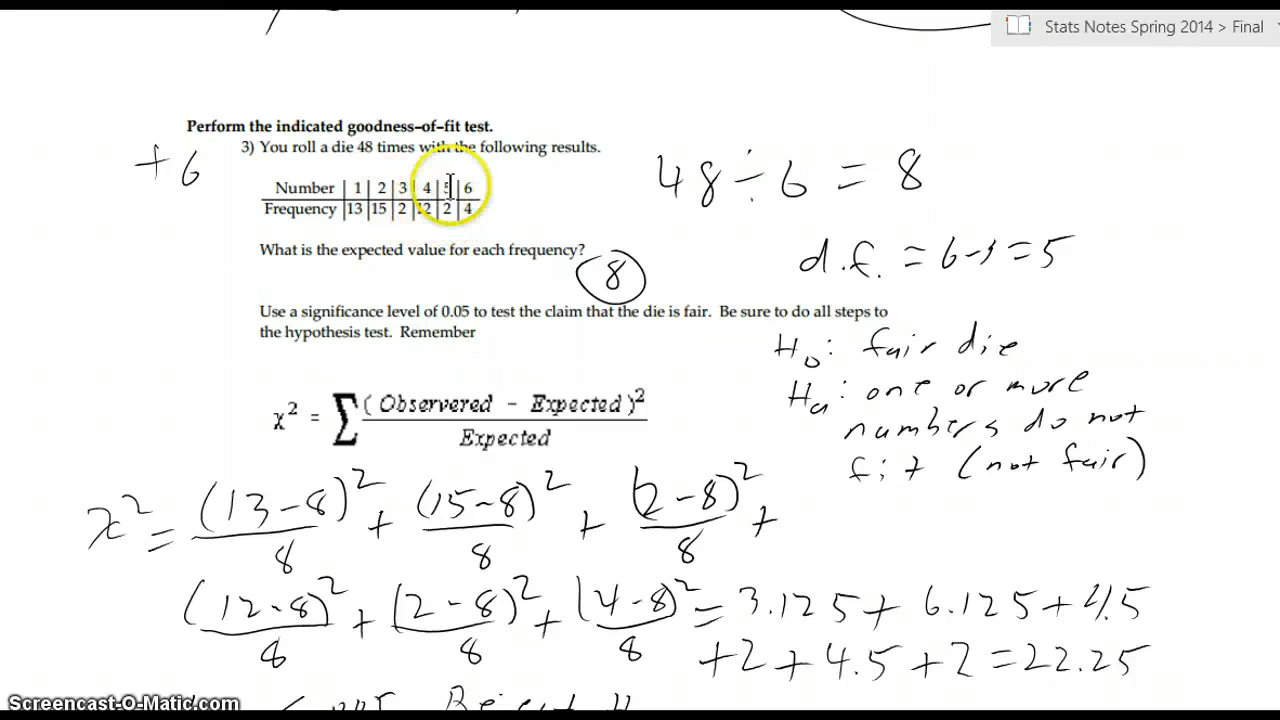 Stats Notes Spring 2014 > Final
Perform the indicated goodness-of-fit test.
+6
3) You roll a die 48 times with the following results.
48 ÷ 6 = 8
Number | 1 | 2 | 3 | 4 | 5 | 6
Frequency |13 |15 | 2 |12 | 2 | 4
What is the expected value for each frequency?
8
d.f. = 6-1 = 5
Use a significance level of 0.05 to test the claim that the die is fair. Be sure to do all steps to
the hypothesis test. Remember
H0: fair die
Ha: one or more
numbers do not
fit (not fair)
χ² = ∑ (Observered - Expected)² / Expected
χ² = (13-8)²/8 + (15-8)²/8 + (2-8)²/8 +
(12-8)²/8 + (2-8)²/8 + (4-8)²/8 = 3.125 + 6.125 + 4.5
+2 + 4.5 + 2 = 22.25
Reject H
Screencast-O-Matic.com